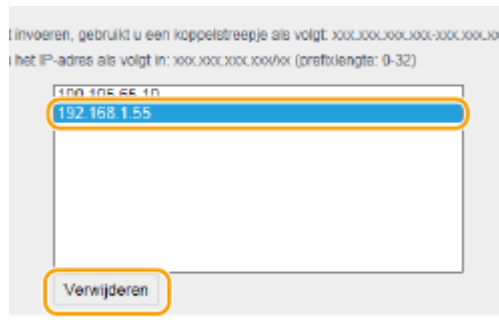 t invoeren, gebruikt u een koppelstreepje als volgt: xxx.xxx.xxx.xxx-xxx.xxx.xx
het IP-adres als volgt in: xxx.xxx.xxx.xxx/xx (prefixlengte: 0-32)
192.168.1.55
Verwijderen